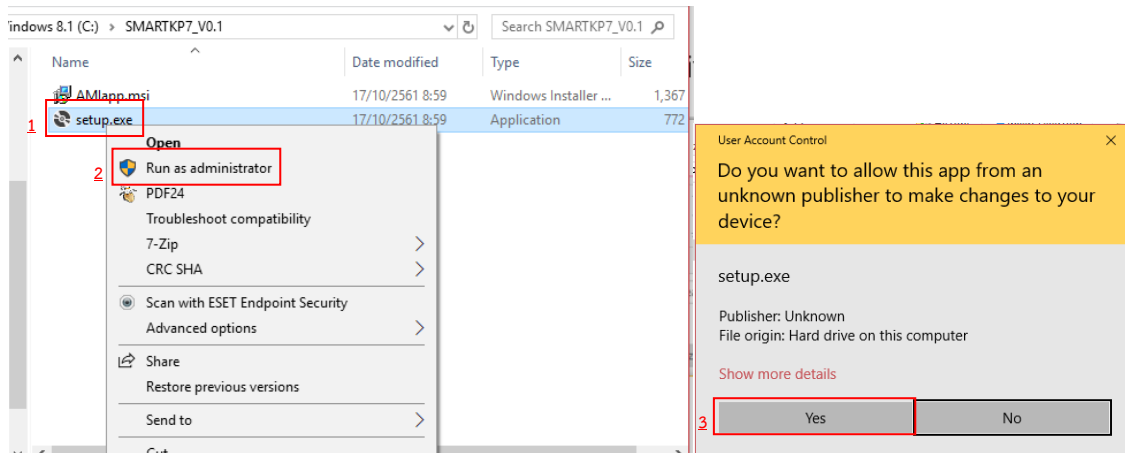 indows 8.1 (C:) > SMARTKP7_V0.1
Search SMARTKP7_V0.1
Name Date modified Type Size
AMIapp.msi 17/10/2561 8:59 Windows Installer ... 1,367
1 setup.exe 17/10/2561 8:59 Application 772
Open
2 Run as administrator
PDF24
Troubleshoot compatibility
7-Zip
CRC SHA
Scan with ESET Endpoint Security
Advanced options
Share
Restore previous versions
Send to
Cut
User Account Control
Do you want to allow this app from an
unknown publisher to make changes to your
device?
setup.exe
Publisher: Unknown
File origin: Hard drive on this computer
Show more details
3 Yes No